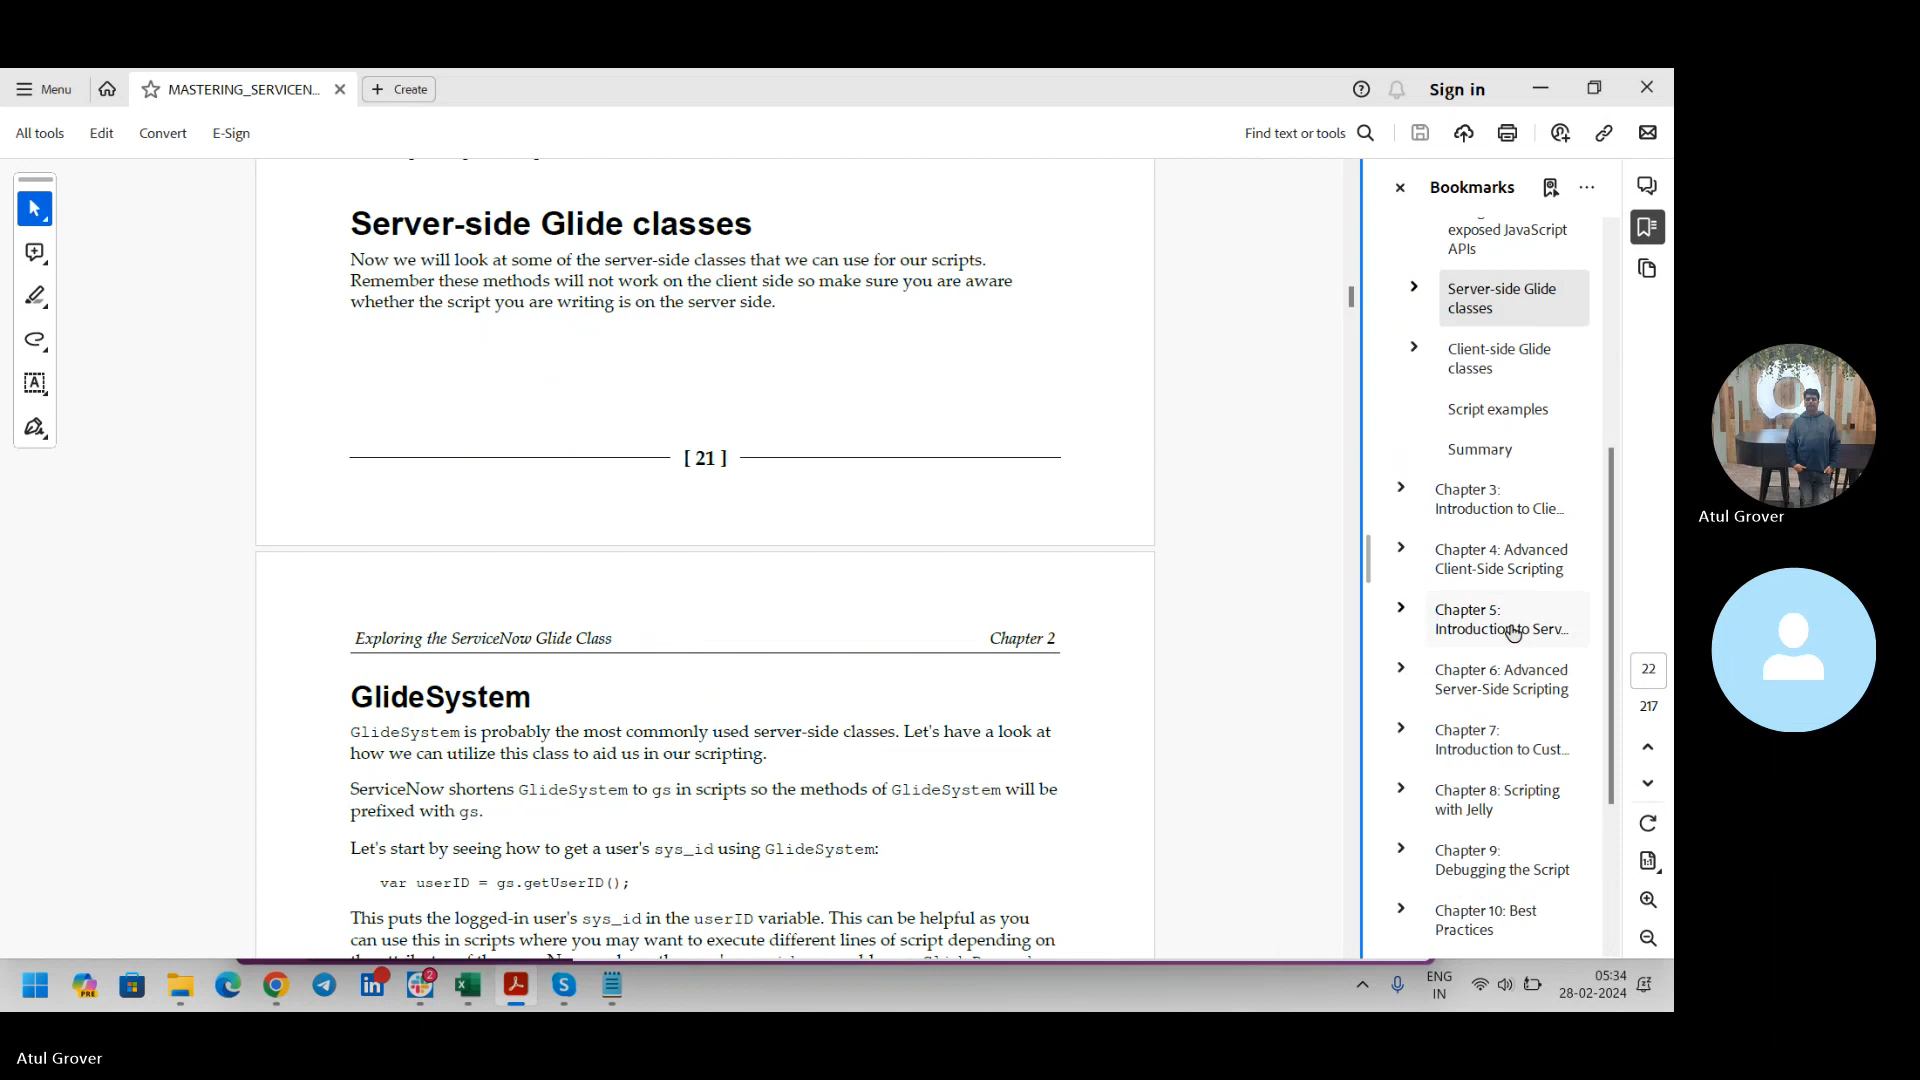 Menu
MASTERING_SERVICEN...
Create
Sign in
All tools
Edit
Convert
E-Sign
Find text or tools
Server-side Glide classes
Now we will look at some of the server-side classes that we can use for our scripts.
Remember these methods will not work on the client side so make sure you are aware
whether the script you are writing is on the server side.
[ 21 ]
Exploring the ServiceNow Glide Class
Chapter 2
GlideSystem
GlideSystem is probably the most commonly used server-side classes. Let's have a look at
how we can utilize this class to aid us in our scripting.
ServiceNow shortens GlideSystem to gs in scripts so the methods of GlideSystem will be
prefixed with gs.
Let's start by seeing how to get a user's sys_id using GlideSystem:
var userID = gs.getUserID();
This puts the logged-in user's sys_id in the userID variable. This can be helpful as you
can use this in scripts where you may want to execute different lines of script depending on
Bookmarks
exposed JavaScript
APIs
Server-side Glide
classes
Client-side Glide
classes
Script examples
Summary
Chapter 3:
Introduction to Clie...
Chapter 4: Advanced
Client-Side Scripting
Chapter 5:
Introduction to Serv...
Chapter 6: Advanced
Server-Side Scripting
Chapter 7:
Introduction to Cust...
Chapter 8: Scripting
with Jelly
Chapter 9:
Debugging the Script
Chapter 10: Best
Practices
22
217
1:1
PRE
2
ENG
IN
05:34
28-02-2024
Atul Grover
Atul Grover